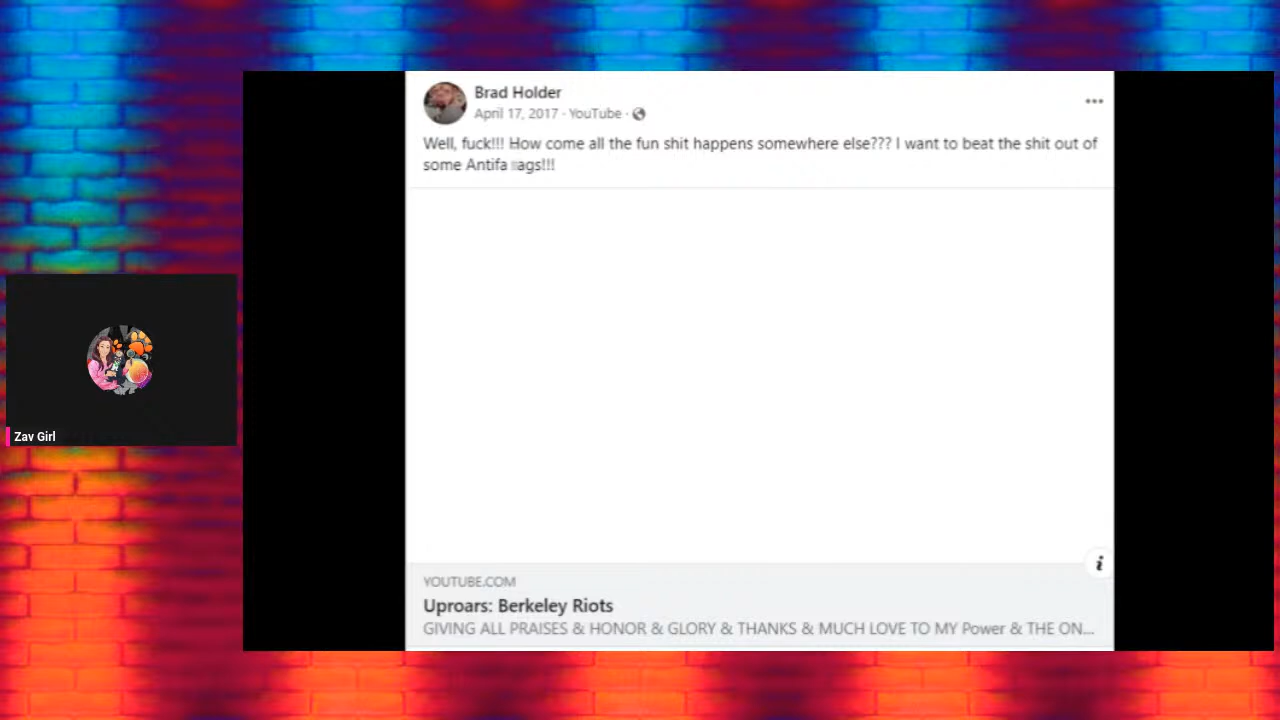 Brad Holder
April 17, 2017 · YouTube ·
Well, fuck!!! How come all the fun shit happens somewhere else??? I want to beat the shit out of
some Antifa ags!!!
YOUTUBE.COM
Uproars: Berkeley Riots
GIVING ALL PRAISES & HONOR & GLORY & THANKS & MUCH LOVE TO MY Power & THE ON...
Zav Girl